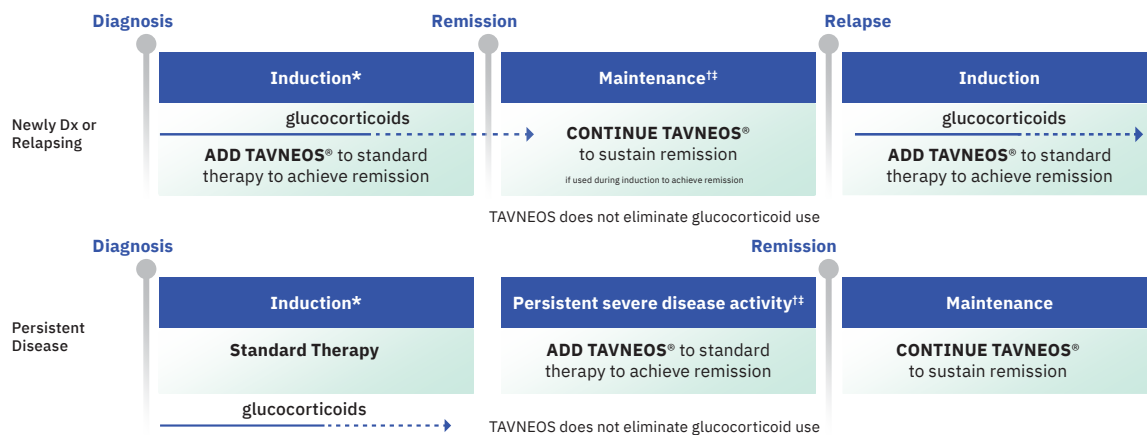 Diagnosis
Remission
Relapse
Newly Dx or
Relapsing
Induction*
glucocorticoids
ADD TAVNEOS® to standard
therapy to achieve remission
Maintenance†‡
CONTINUE TAVNEOS®
to sustain remission
if used during induction to achieve remission
Induction
glucocorticoids
ADD TAVNEOS® to standard
therapy to achieve remission
TAVNEOS does not eliminate glucocorticoid use
Diagnosis
Remission
Persistent
Disease
Induction*
Standard Therapy
glucocorticoids
Persistent severe disease activity†‡
ADD TAVNEOS® to standard
therapy to achieve remission
Maintenance
CONTINUE TAVNEOS®
to sustain remission
TAVNEOS does not eliminate glucocorticoid use